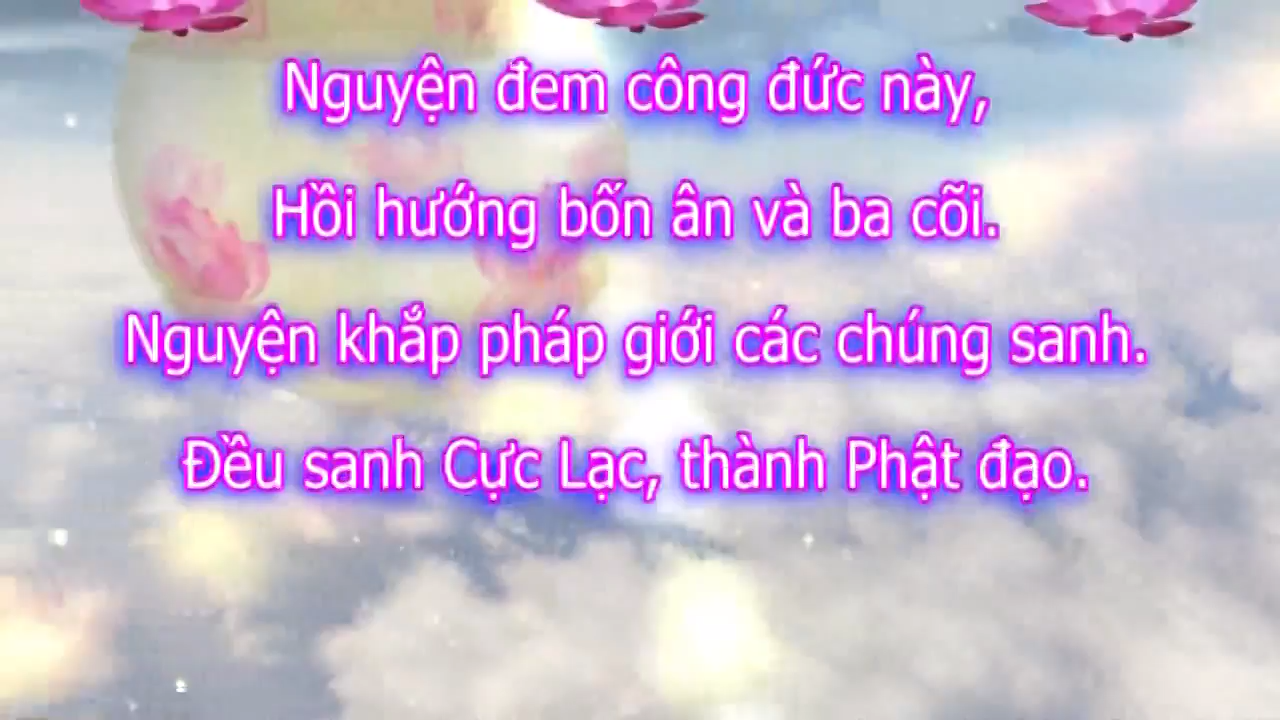 Nguyện đem công đức này,
Hồi hướng bốn ân và ba cõi.
Nguyện khắp pháp giới các chúng sanh.
Đều sanh Cực Lạc, thành Phật đạo.